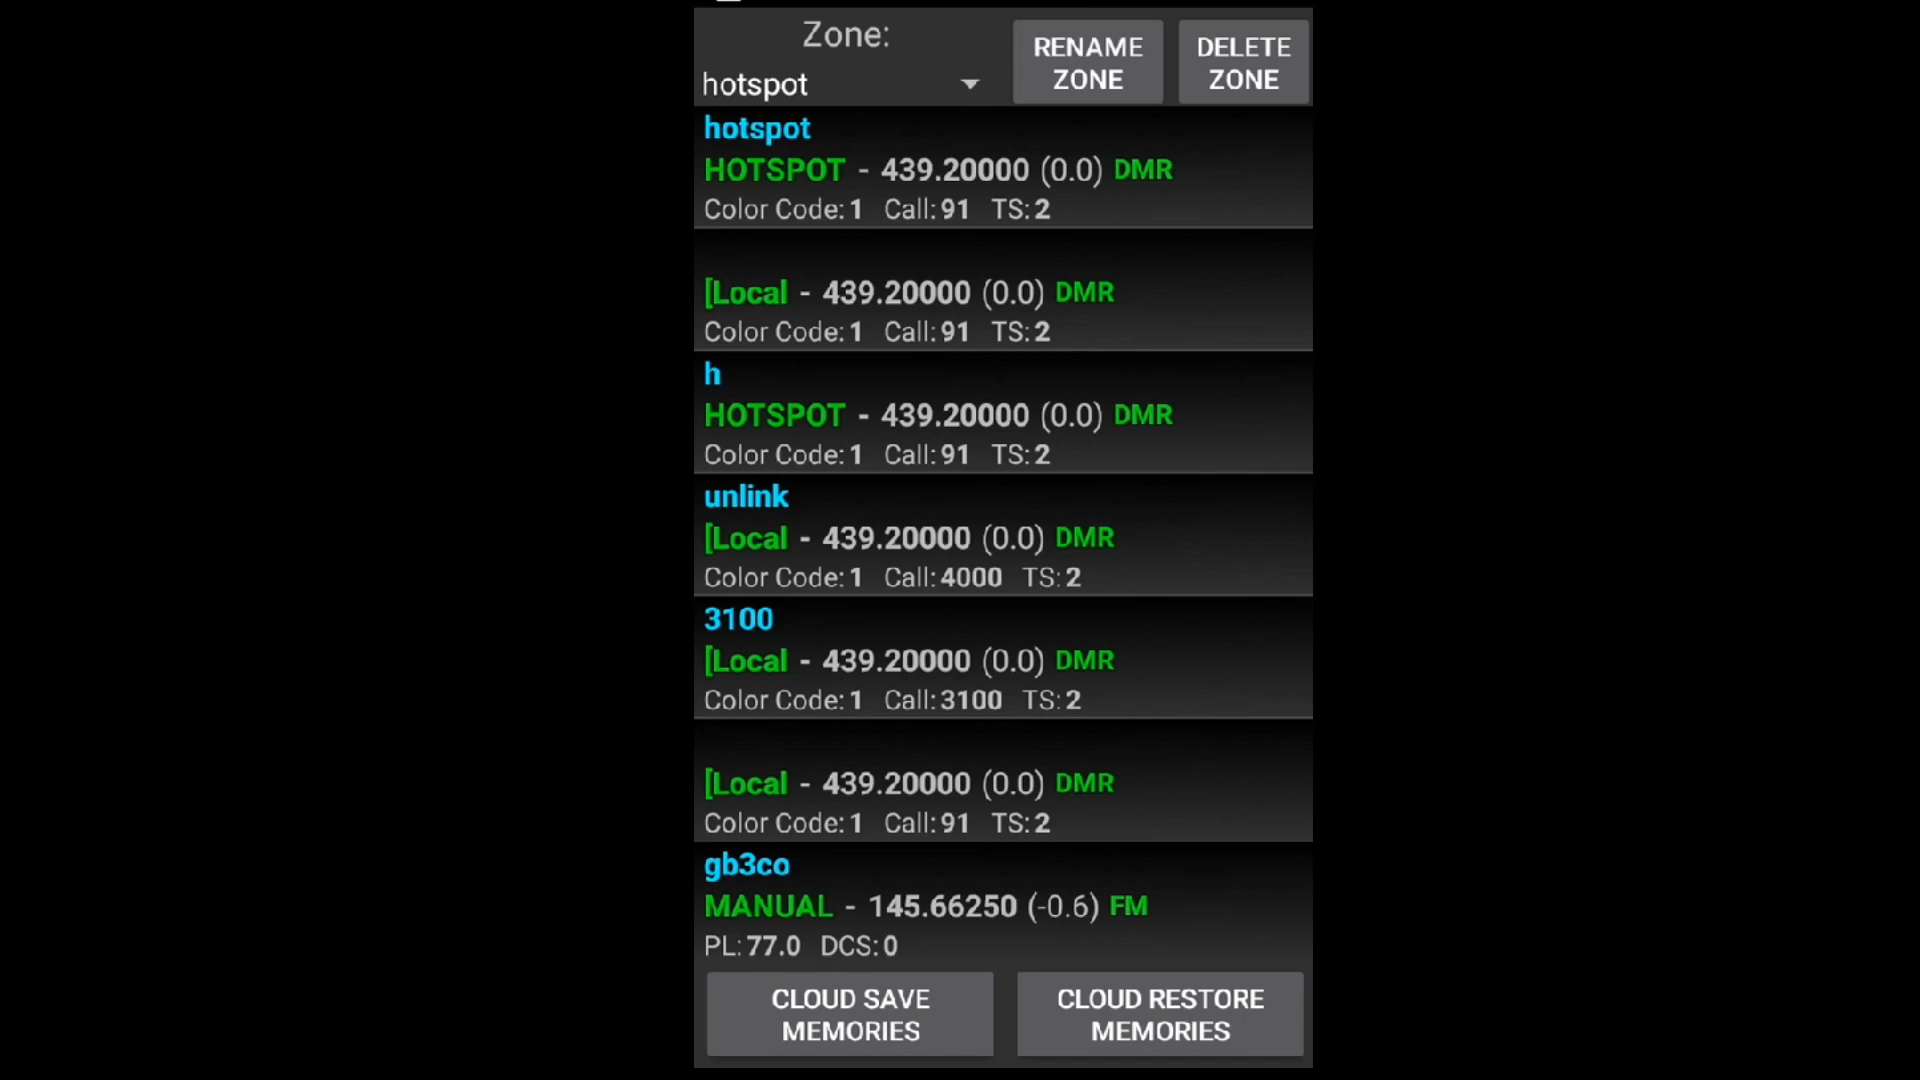 Zone:
hotspot
RENAME ZONE
DELETE ZONE
hotspot
HOTSPOT - 439.20000 (0.0) DMR
Color Code: 1 Call: 91 TS: 2
[Local - 439.20000 (0.0) DMR
Color Code: 1 Call: 91 TS: 2
h
HOTSPOT - 439.20000 (0.0) DMR
Color Code: 1 Call: 91 TS: 2
unlink
[Local - 439.20000 (0.0) DMR
Color Code: 1 Call: 4000 TS: 2
3100
[Local - 439.20000 (0.0) DMR
Color Code: 1 Call: 3100 TS: 2
[Local - 439.20000 (0.0) DMR
Color Code: 1 Call: 91 TS: 2
gb3co
MANUAL - 145.66250 (-0.6) FM
PL: 77.0 DCS: 0
CLOUD SAVE MEMORIES
CLOUD RESTORE MEMORIES